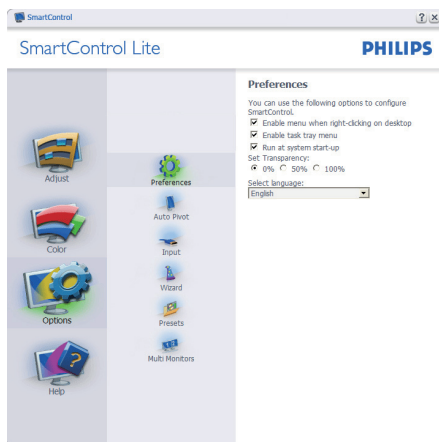 SmartControl
? ×
SmartControl Lite
PHILIPS
Adjust
Color
Options
Help
Preferences
Auto Pivot
Input
Wizard
Presets
Multi Monitors
Preferences
You can use the following options to configure
SmartControl.
Enable menu when right-clicking on desktop
Enable task tray menu
Run at system start-up
Set Transparency:
0% 50% 100%
Select language:
English